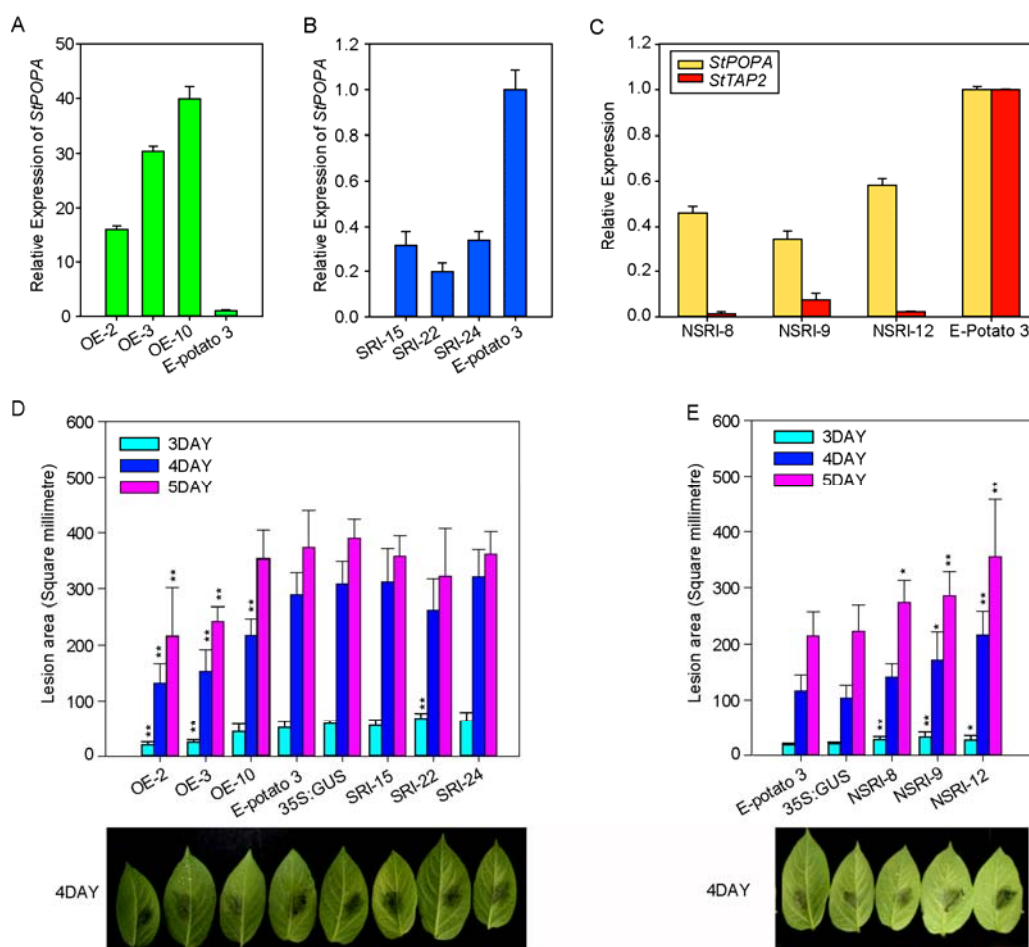 A
Relative Expression of StPOPA
50
40
30
20
10
0
OE-2
OE-3
OE-10
E-potato 3
B
Relative Expression of StPOPA
1.2
1.0
0.8
0.6
0.4
0.2
0.0
SRI-15
SRI-22
SRI-24
E-potato 3
C
Relative Expression
1.2
1.0
0.8
0.6
0.4
0.2
0.0
StPOPA
StTAP2
NSRI-8
NSRI-9
NSRI-12
E-Potato 3
D
Lesion area (Square millimetre)
600
500
400
300
200
100
0
3DAY
4DAY
5DAY
** ** **
** ** **
**
**
OE-2
OE-3
OE-10
E-potato 3
35S:GUS
SRI-15
SRI-22
SRI-24
4DAY
E
Lesion area (Square millimetre)
600
500
400
300
200
100
0
3DAY
4DAY
5DAY
** *
** * **
* ** **
E-potato 3
35S:GUS
NSRI-8
NSRI-9
NSRI-12
4DAY